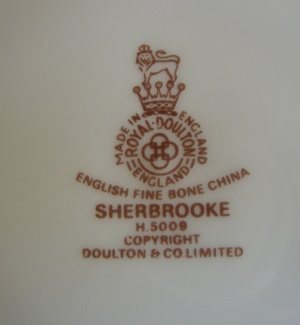 MADE IN ENGLAND
ROYAL·DOULTON
ENGLAND
ENGLISH FINE BONE CHINA
SHERBROOKE
H.5009
COPYRIGHT
DOULTON & CO.LIMITED